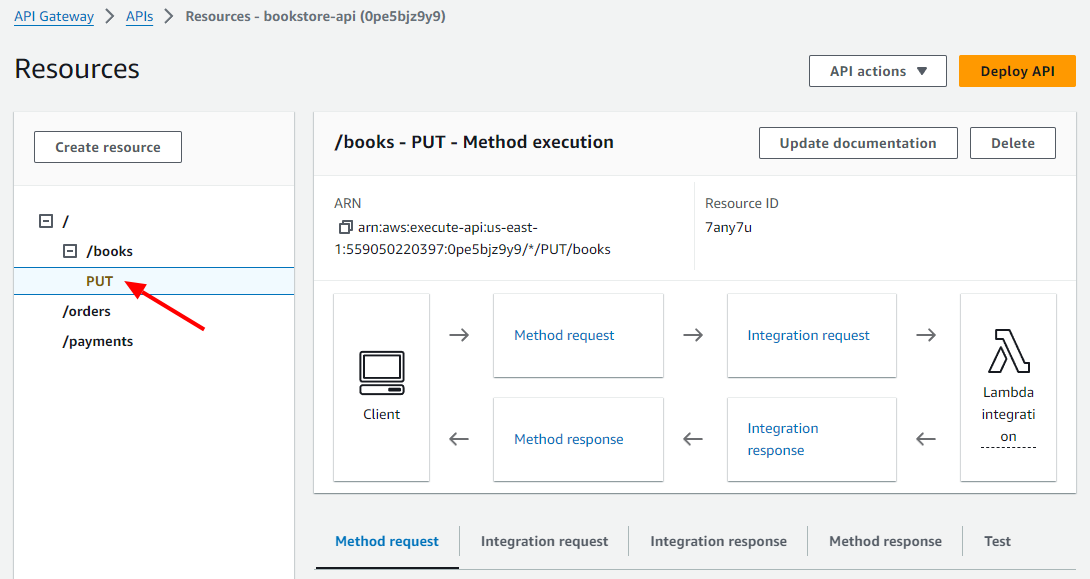 API Gateway > APIs > Resources - bookstore-api (0pe5bjz9y9)
Resources
API actions ▼
Deploy API
Create resource
/
/books
PUT
/orders
/payments
/books - PUT - Method execution
Update documentation
Delete
ARN
arn:aws:execute-api:us-east-
1:559050220397:0pe5bjz9y9/*/PUT/books
Resource ID
7any7u
Client
Method request
Integration request
Lambda
integrati
on
Method response
Integration
response
Method request
Integration request
Integration response
Method response
Test